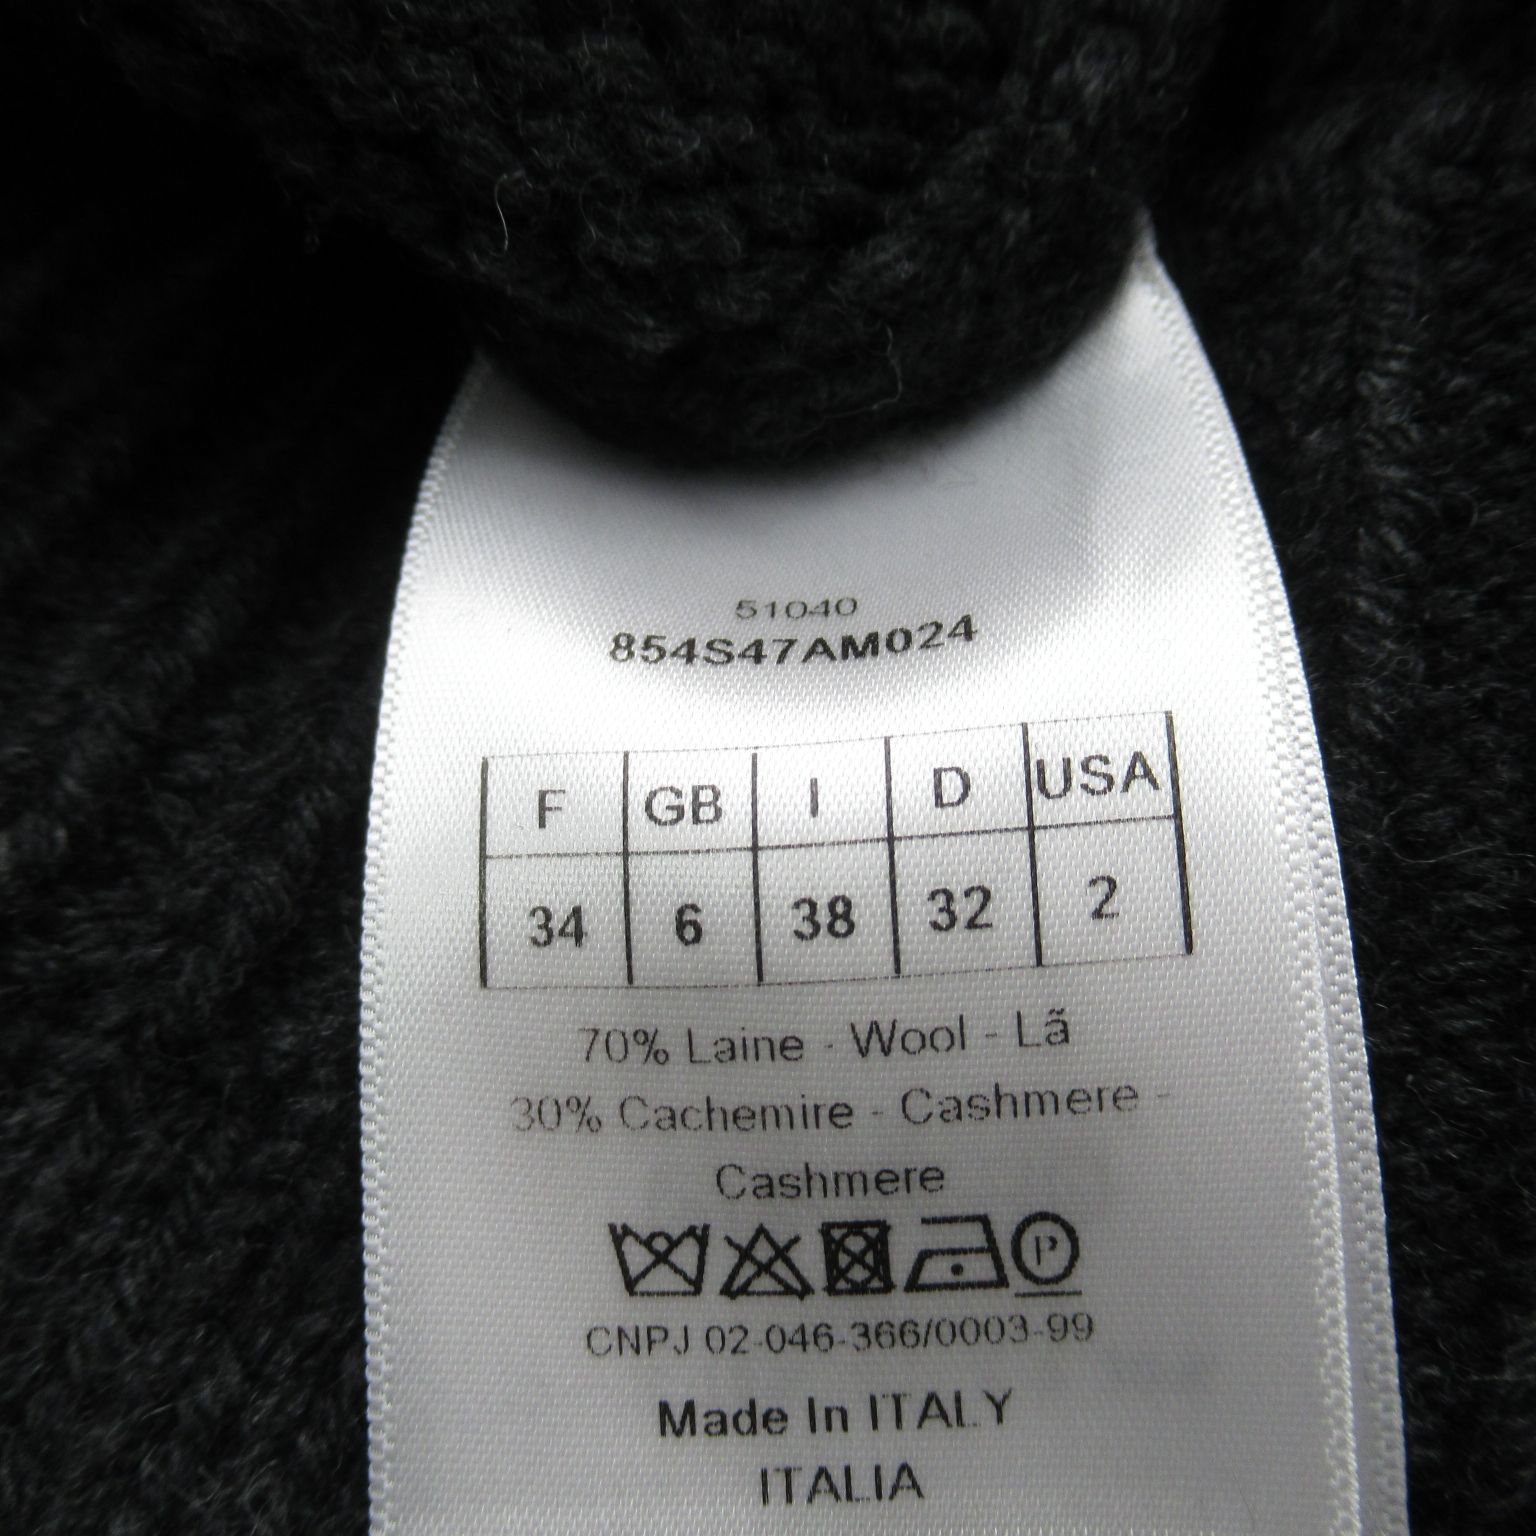 51040
854S47AM024
F GB I D USA
34 6 38 32 2
70% Laine - Wool - Lã
30% Cachemire - Cashmere -
Cashmere
P
CNPJ 02-046-366/0003-99
Made In ITALY
ITALIA